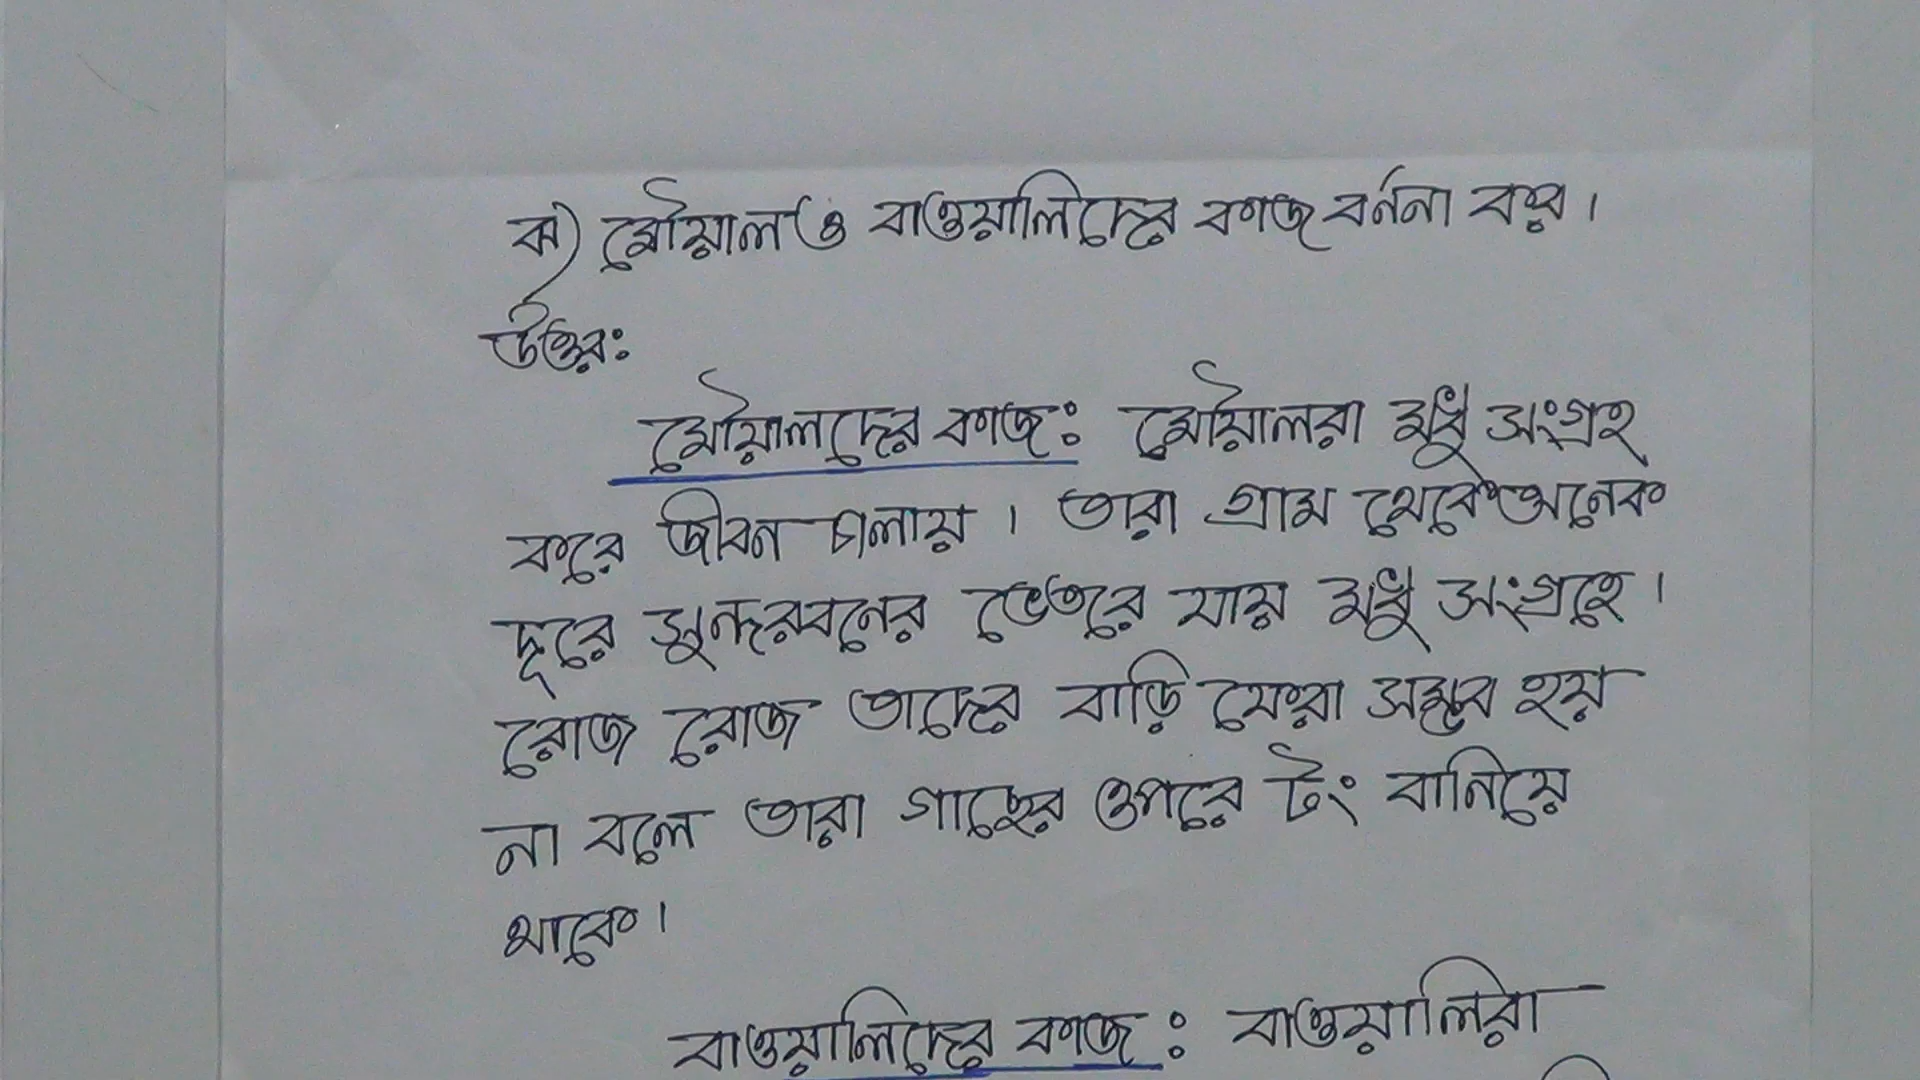 ঝ) মৌয়াল ও বাওয়ালিদের কাজ বর্ননা কর।
উত্তর:
মৌয়ালদের কাজ: মৌয়ালরা মধু সংগ্রহ
করে জীবন চালায়। তারা গ্রাম থেকে অনেক
দূরে সুন্দরবনের ভেতরে যায় মধু সংগ্রহে।
রোজ রোজ তাদের বাড়ি ফেরা সম্ভব হয়
না বলে তারা গাছের ওপরে টং বানিয়ে
থাকে।
বাওয়ালিদের কাজ: বাওয়ালিরা